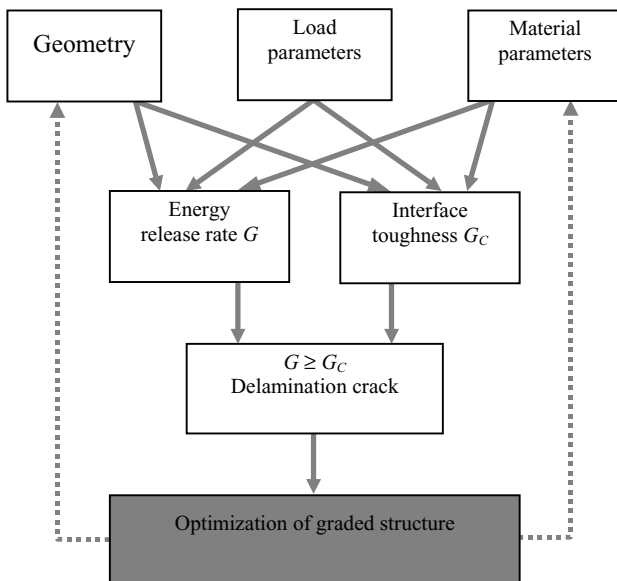 Geometry
Load
parameters
Material
parameters
Energy
release rate G
Interface
toughness G_C
G ≥ G_C
Delamination crack
Optimization of graded structure